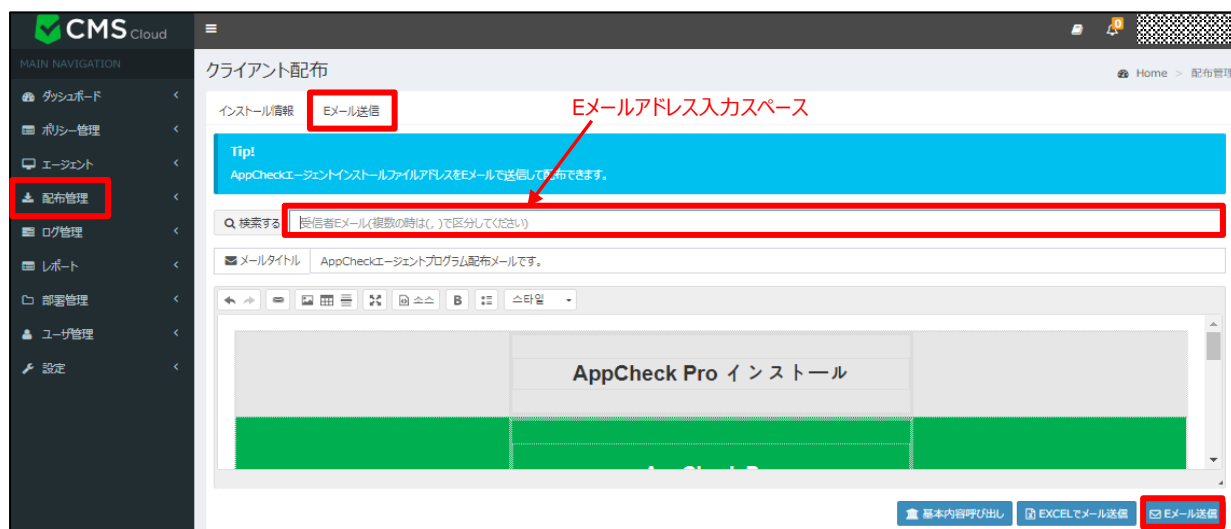 CMS Cloud
0
MAIN NAVIGATION
ダッシュボード
ポリシー管理
エージェント
配布管理
ログ管理
レポート
部署管理
ユーザ管理
設定
クライアント配布
Home > 配布管理
インストール情報 Eメール送信
Eメールアドレス入力スペース
Tip!
AppCheckエージェントインストールファイルアドレスをEメールで送信して配布できます。
検索する 受信者Eメール(複数の時は(, )で区分してください)
メールタイトル AppCheckエージェントプログラム配布メールです。
소스 B 스타일
AppCheck Pro インストール
基本内容呼び出し EXCELでメール送信 Eメール送信